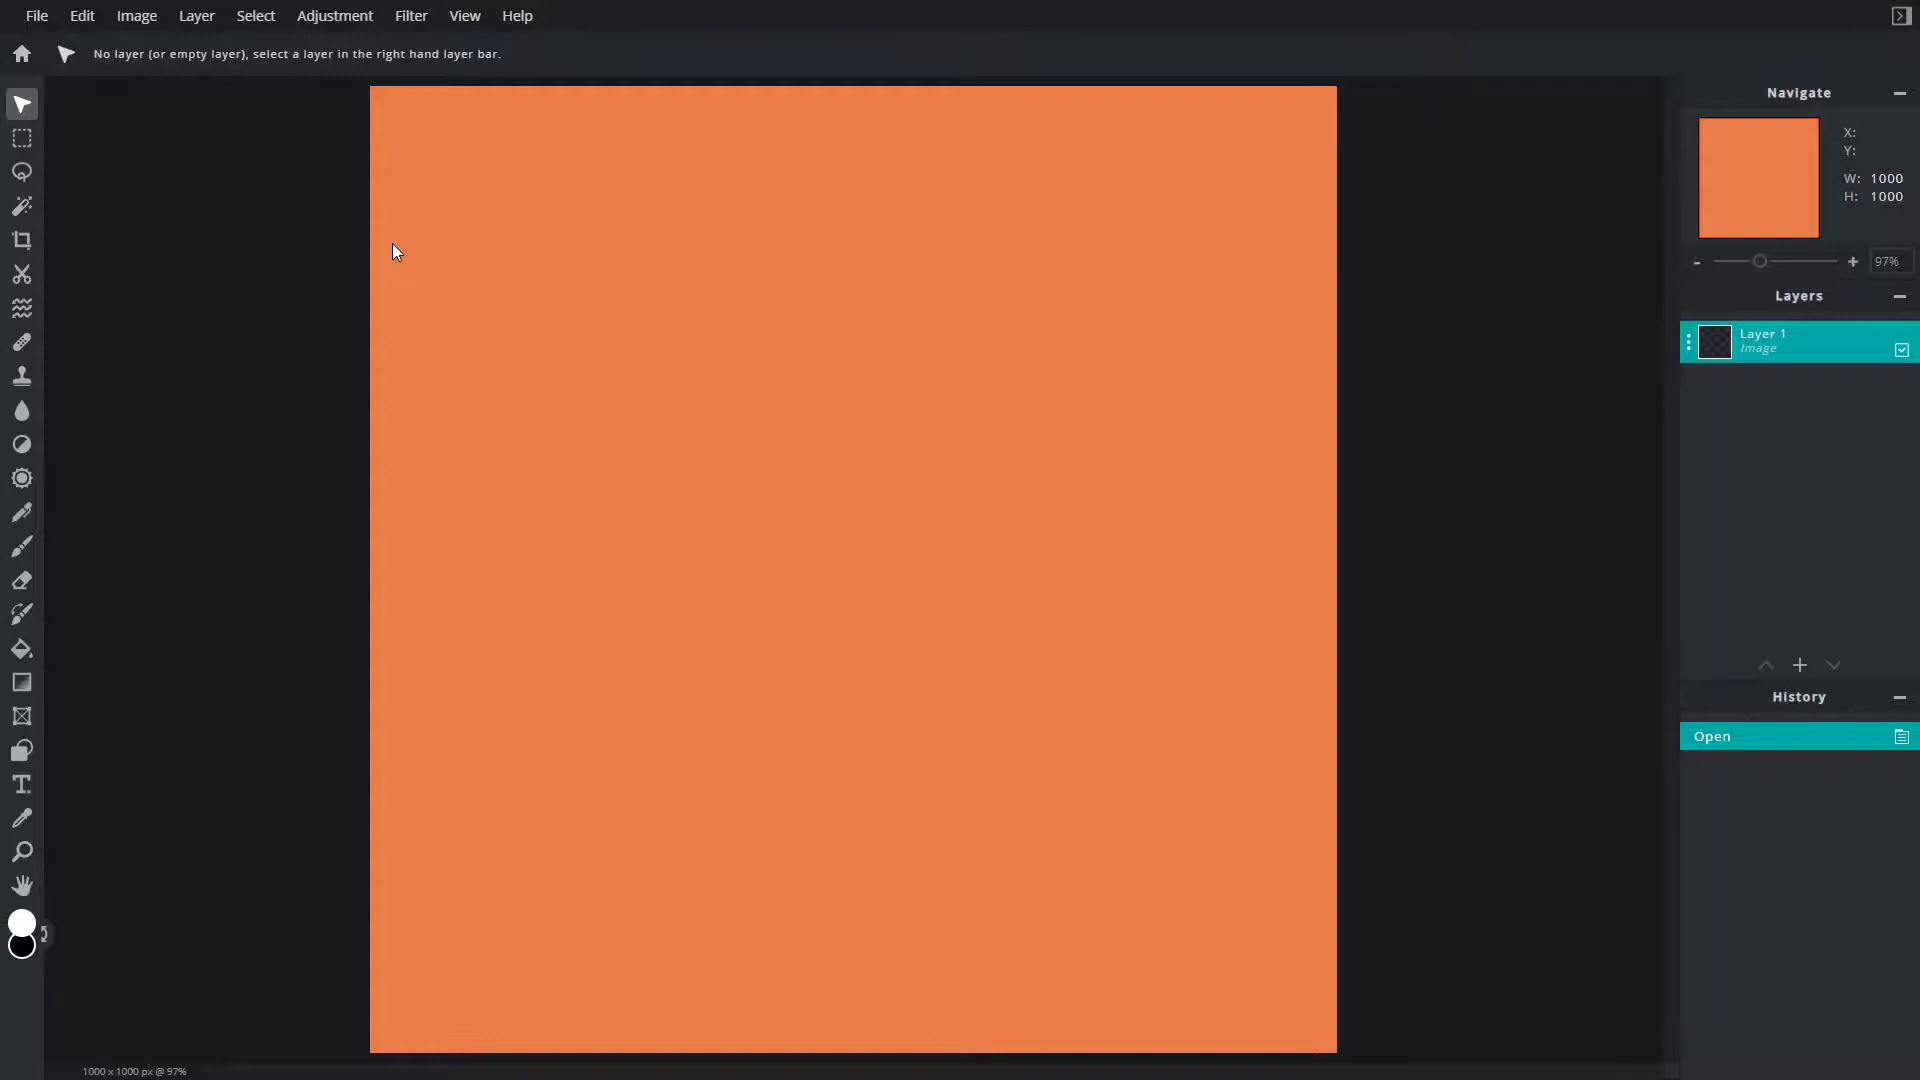 File Edit Image Layer Select Adjustment Filter View Help
No layer (or empty layer), select a layer in the right hand layer bar.
Navigate
X:
Y:
W: 1000
H: 1000
- + 97%
Layers
Layer 1
Image
History
Open
1000 x 1000 px @ 97%